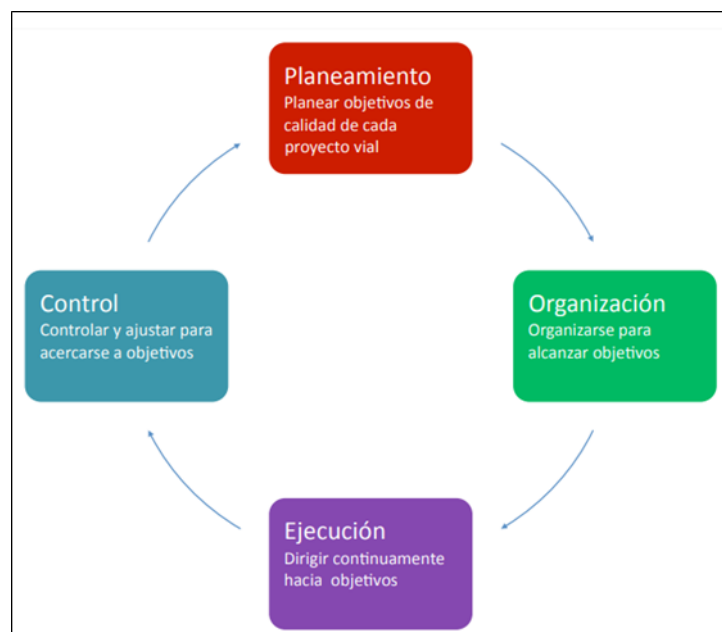 Planeamiento
Planear objetivos de
calidad de cada
proyecto vial
Organización
Organizarse para
alcanzar objetivos
Ejecución
Dirigir continuamente
hacia objetivos
Control
Controlar y ajustar para
acercarse a objetivos